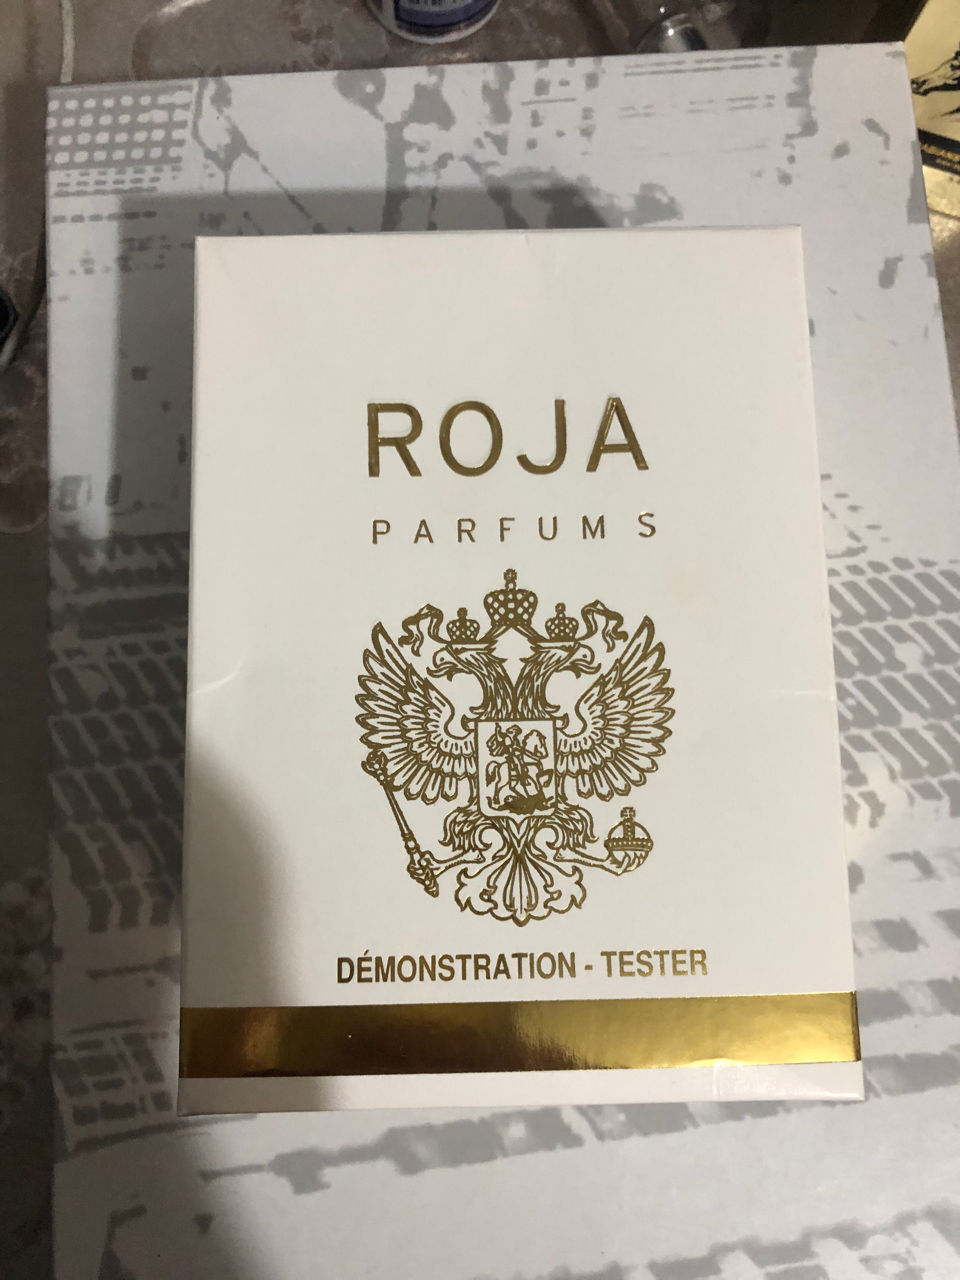 ROJA
PARFUMS
DÉMONSTRATION - TESTER